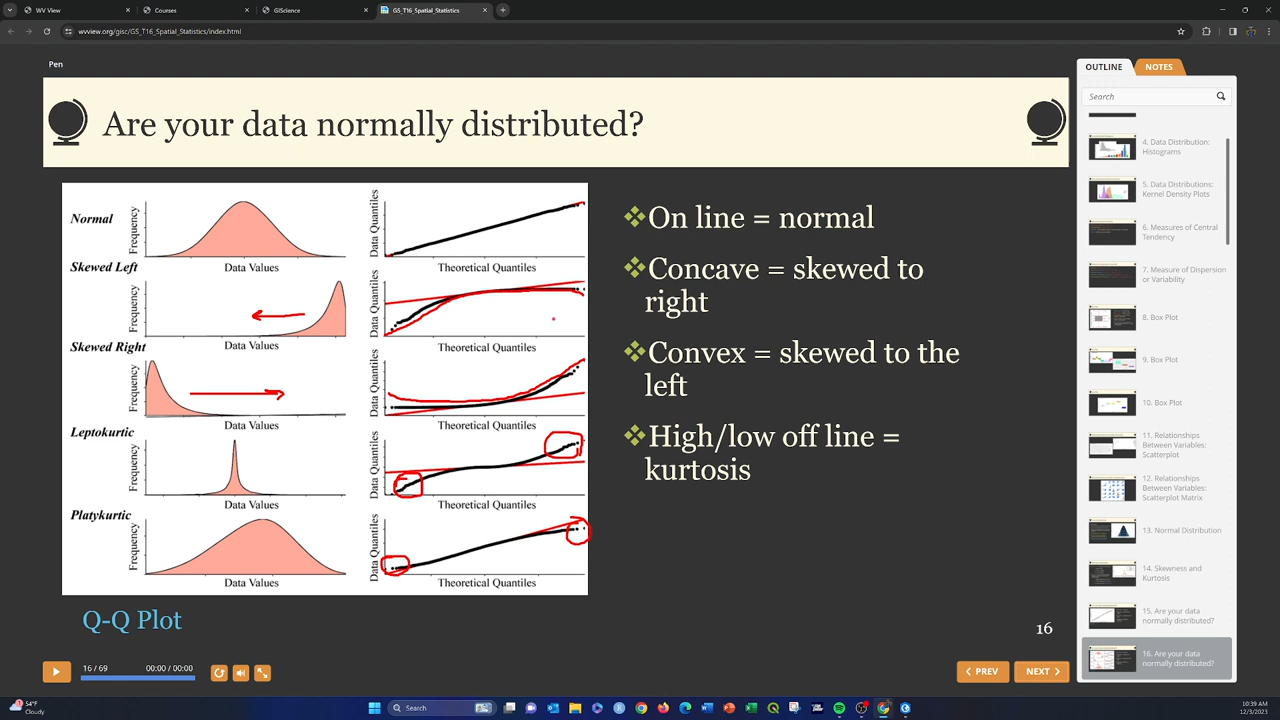 WV View
Courses
GIScience
GS_T16_Spatial_Statistics
wvview.org/gisc/GS_T16_Spatial_Statistics/index.html
Pen
Are your data normally distributed?
Normal
Frequency
Data Values
Data Quantiles
Theoretical Quantiles
Skewed Left
Frequency
Data Values
Data Quantiles
Theoretical Quantiles
Skewed Right
Frequency
Data Values
Data Quantiles
Theoretical Quantiles
Leptokurtic
Frequency
Data Values
Data Quantiles
Theoretical Quantiles
Platykurtic
Frequency
Data Values
Data Quantiles
Theoretical Quantiles
Q-Q Plot
On line = normal
Concave = skewed to
right
Convex = skewed to the
left
High/low off line =
kurtosis
16
16 / 69
00:00 / 00:00
PREV
NEXT
OUTLINE
NOTES
Search
4. Data Distribution:
Histograms
5. Data Distributions:
Kernel Density Plots
6. Measures of Central
Tendency
7. Measure of Dispersion
or Variability
8. Box Plot
9. Box Plot
10. Box Plot
11. Relationships
Between Variables:
Scatterplot
12. Relationships
Between Variables:
Scatterplot Matrix
13. Normal Distribution
14. Skewness and
Kurtosis
15. Are your data
normally distributed?
16. Are your data
normally distributed?
54°F
Cloudy
Search
10:39 AM
12/3/2023